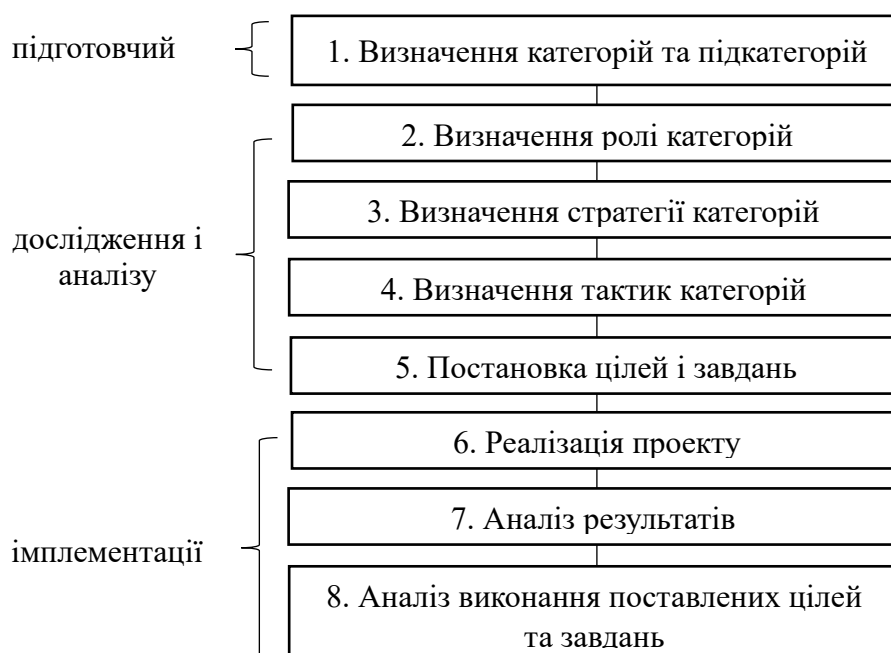 підготовчий
1. Визначення категорій та підкатегорій
2. Визначення ролі категорій
3. Визначення стратегії категорій
дослідження і
аналізу
4. Визначення тактик категорій
5. Постановка цілей і завдань
6. Реалізація проекту
7. Аналіз результатів
імплементації
8. Аналіз виконання поставлених цілей
та завдань